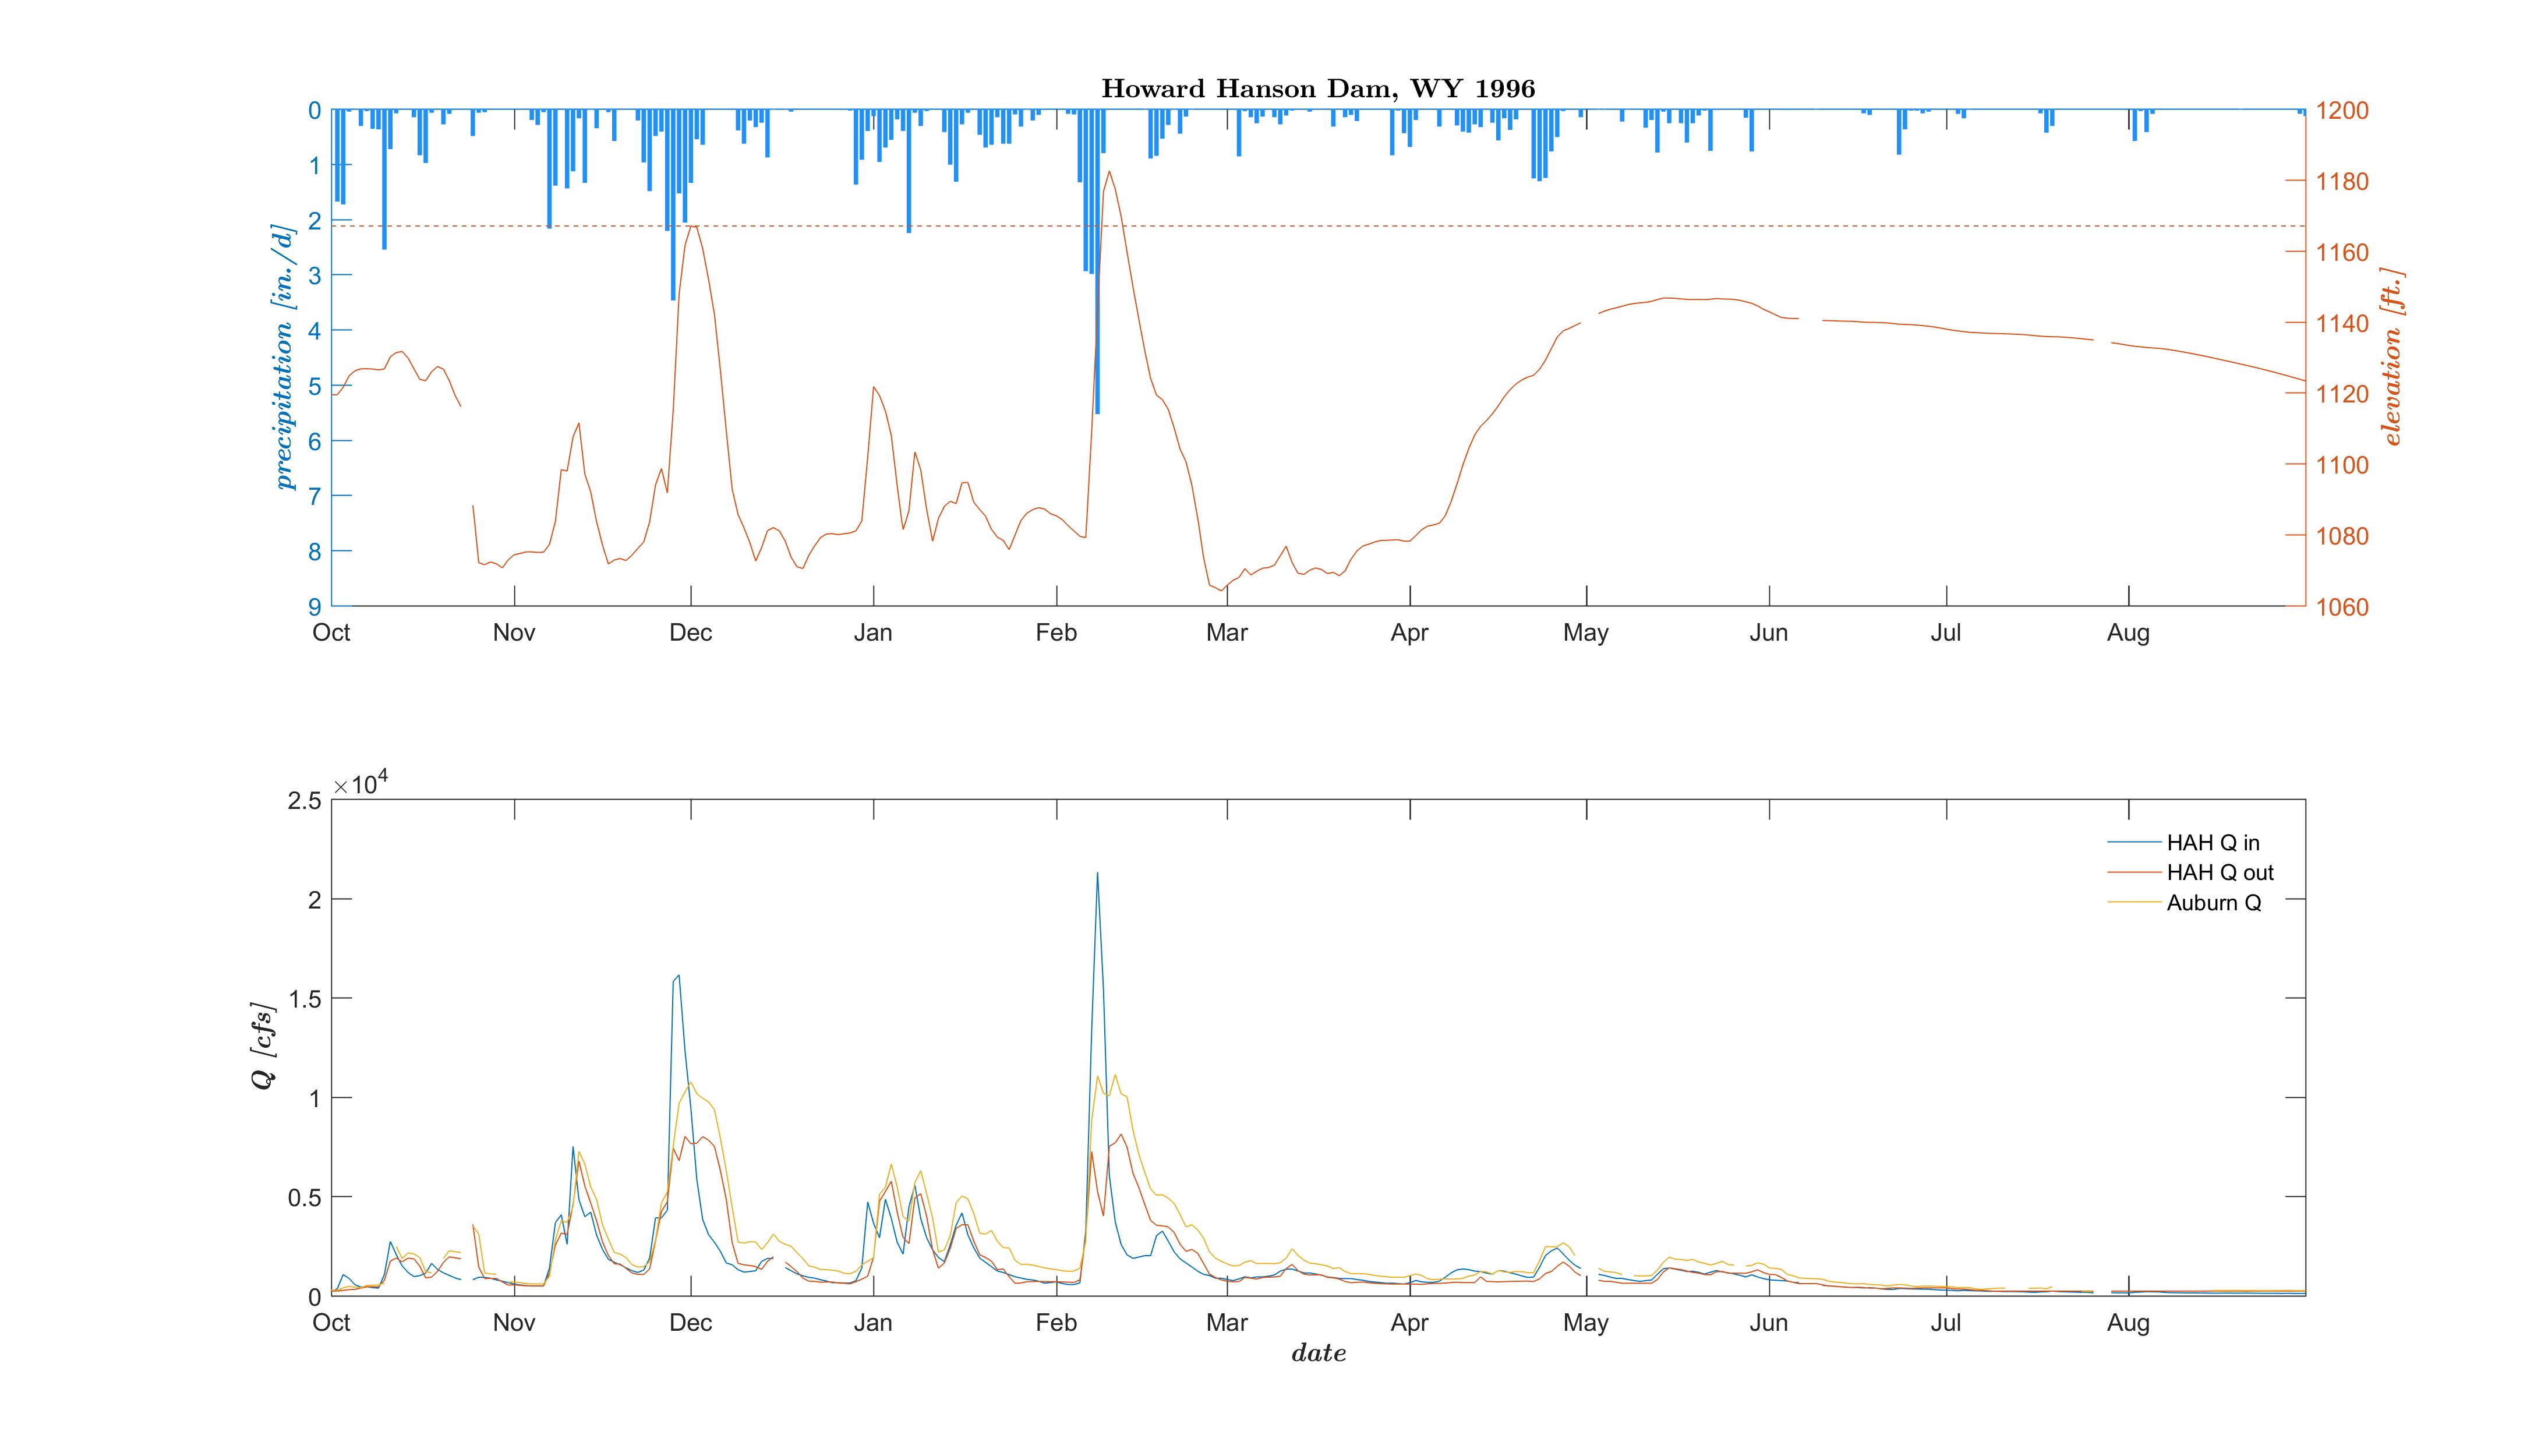 Howard Hanson Dam, WY 1996
precipitation [in./d]
0
1
2
3
4
5
6
7
8
9
elevation [ft.]
1200
1180
1160
1140
1120
1100
1080
1060
Oct Nov Dec Jan Feb Mar Apr May Jun Jul Aug
×10⁴
Q [cfs]
2.5
2
1.5
1
0.5
0
HAH Q in
HAH Q out
Auburn Q
Oct Nov Dec Jan Feb Mar Apr May Jun Jul Aug
date